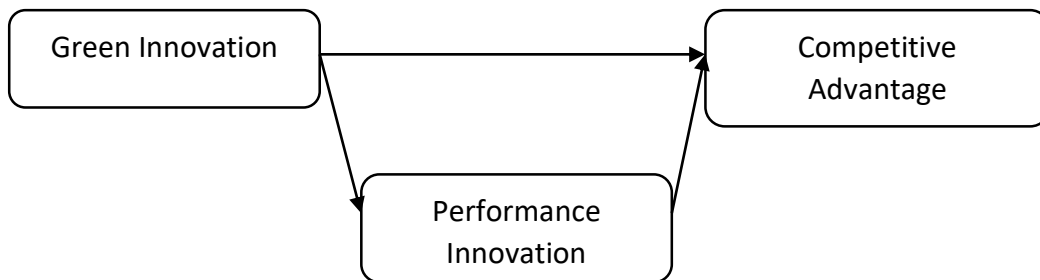 Green Innovation
Competitive
Advantage
Performance
Innovation